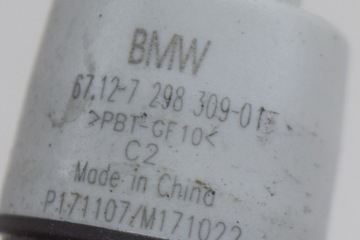 BMW
67.12-7 298 309-01
>PBT-GF10<
C2
Made in China
P171107/M171022